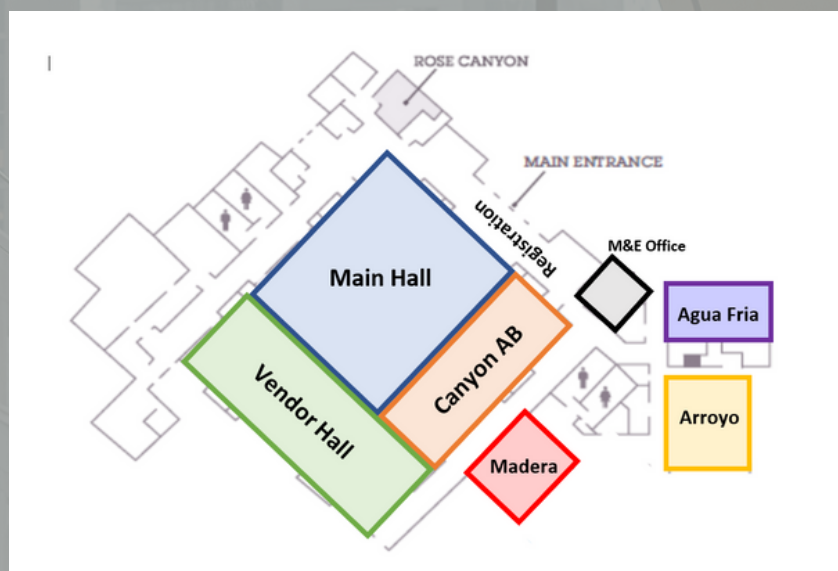 ROSE CANYON
MAIN ENTRANCE
Registration
M&E Office
Main Hall
Agua Fria
Canyon AB
Vendor Hall
Arroyo
Madera